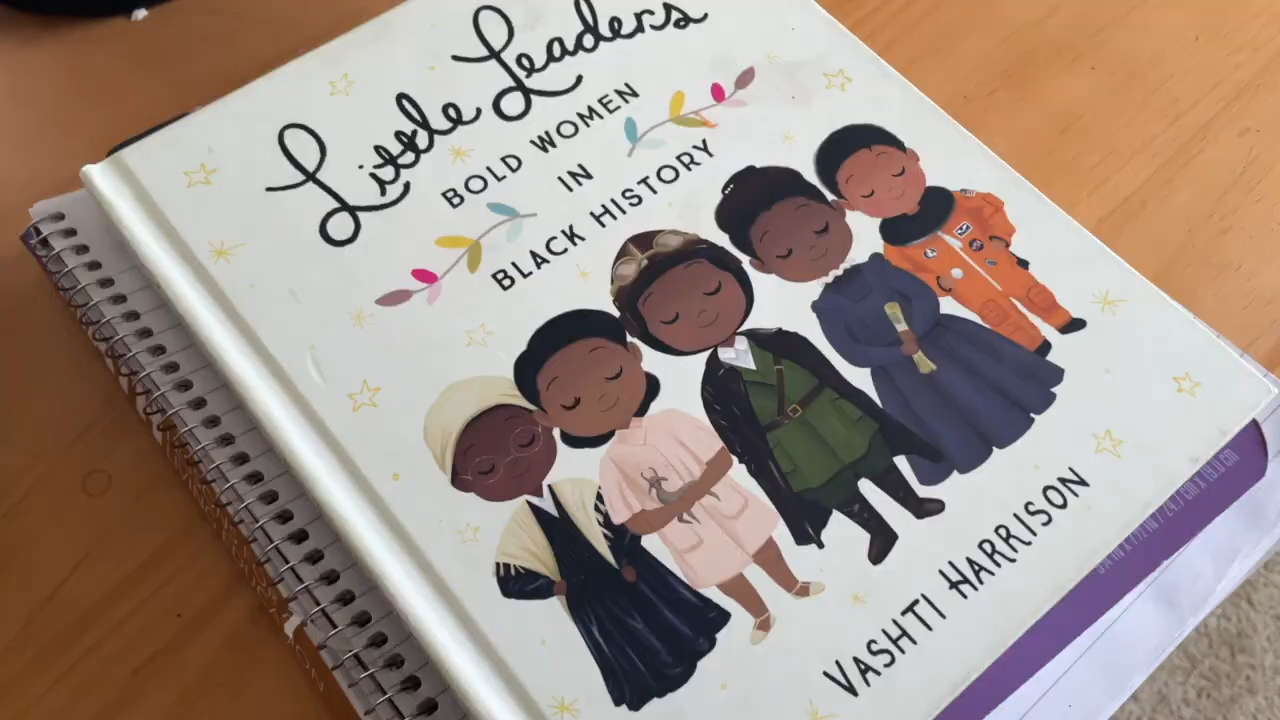 Little Leaders
BOLD WOMEN
IN
BLACK HISTORY
VASHTI HARRISON